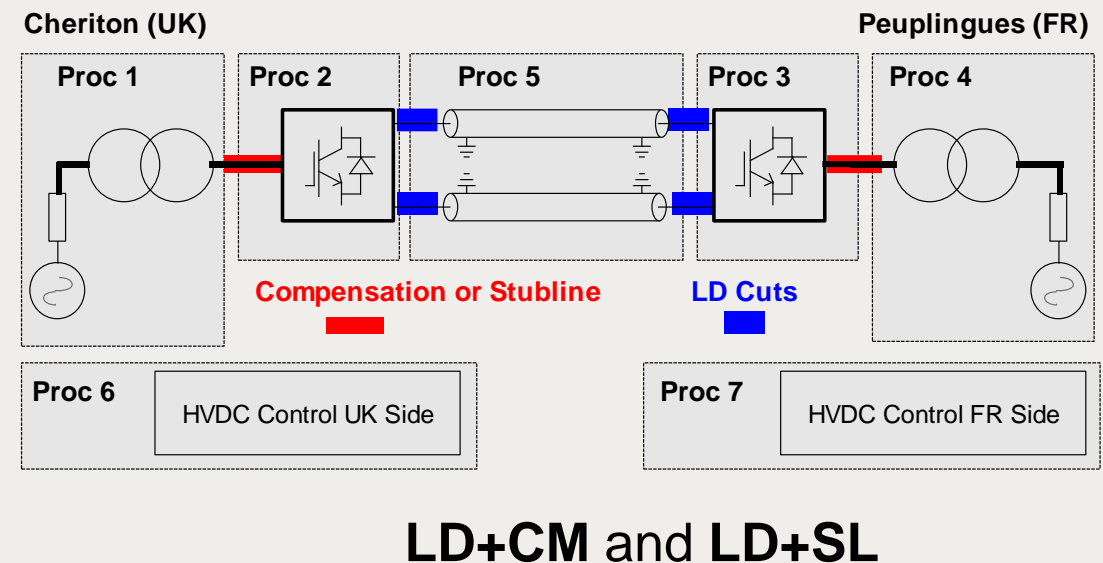 Cheriton (UK)
Peuplingues (FR)
Proc 1
Proc 2
Proc 5
Proc 3
Proc 4
Compensation or Stubline
LD Cuts
Proc 6
HVDC Control UK Side
Proc 7
HVDC Control FR Side
LD+CM and LD+SL